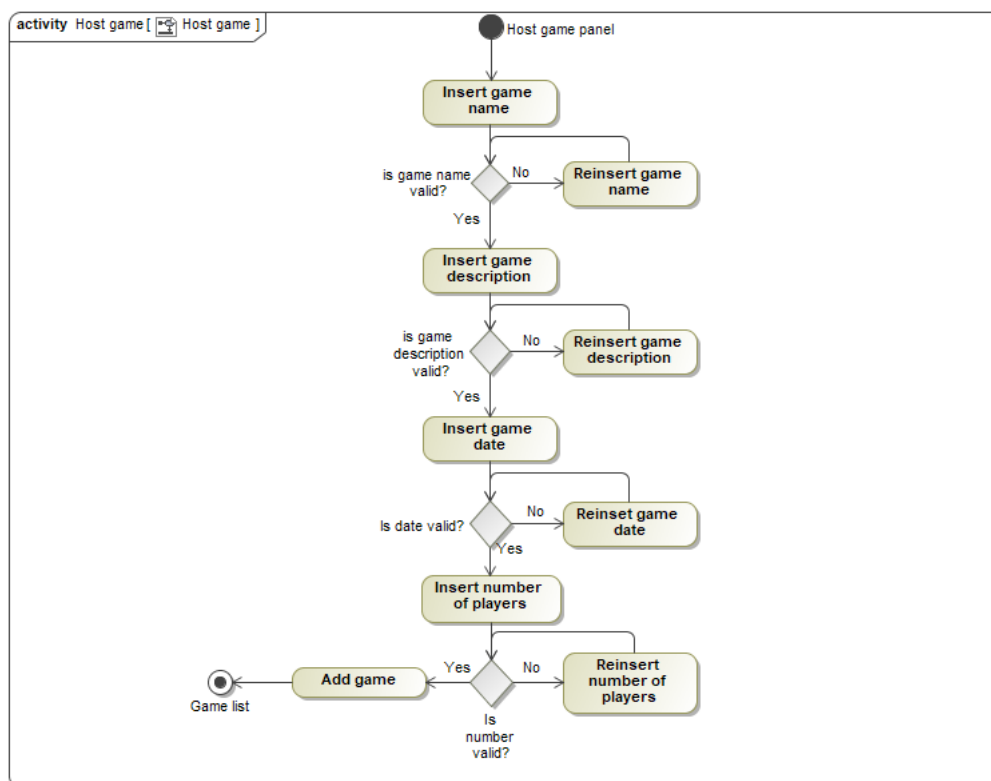 activity Host game [ Host game ]
Host game panel
Insert game
name
is game name
valid?
No
Reinsert game
name
Yes
Insert game
description
is game
description
valid?
No
Reinsert game
description
Yes
Insert game
date
Is date valid?
No
Reinset game
date
Yes
Insert number
of players
Game list
Add game
Yes
Is
number
valid?
No
Reinsert
number of
players